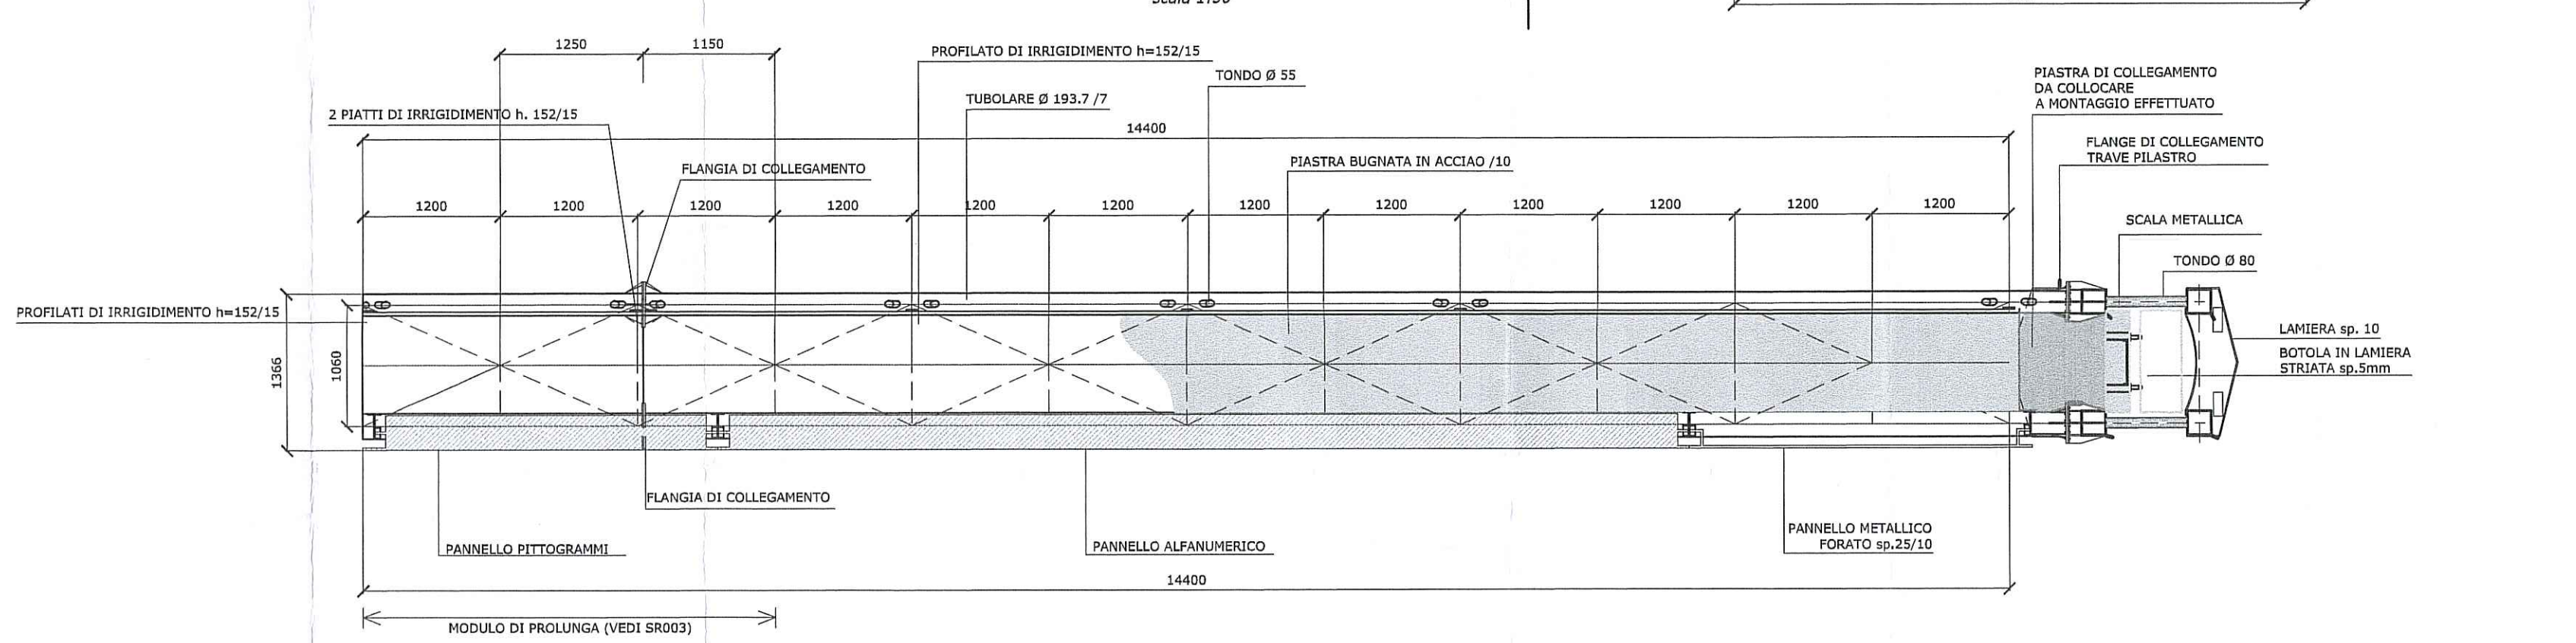 Scala 1:50
1250
1150
PROFILATO DI IRRIGIDIMENTO h=152/15
TONDO Ø 55
PIASTRA DI COLLEGAMENTO
DA COLLOCARE
A MONTAGGIO EFFETTUATO
TUBOLARE Ø 193.7 /7
2 PIATTI DI IRRIGIDIMENTO h. 152/15
14400
FLANGE DI COLLEGAMENTO
TRAVE PILASTRO
FLANGIA DI COLLEGAMENTO
PIASTRA BUGNATA IN ACCIAO /10
1200 1200 1200 1200 1200 1200 1200 1200 1200 1200 1200 1200
SCALA METALLICA
TONDO Ø 80
PROFILATI DI IRRIGIDIMENTO h=152/15
LAMIERA sp. 10
BOTOLA IN LAMIERA
STRIATA sp.5mm
1366
1060
FLANGIA DI COLLEGAMENTO
PANNELLO PITTOGRAMMI
PANNELLO ALFANUMERICO
PANNELLO METALLICO
FORATO sp.25/10
14400
MODULO DI PROLUNGA (VEDI SR003)